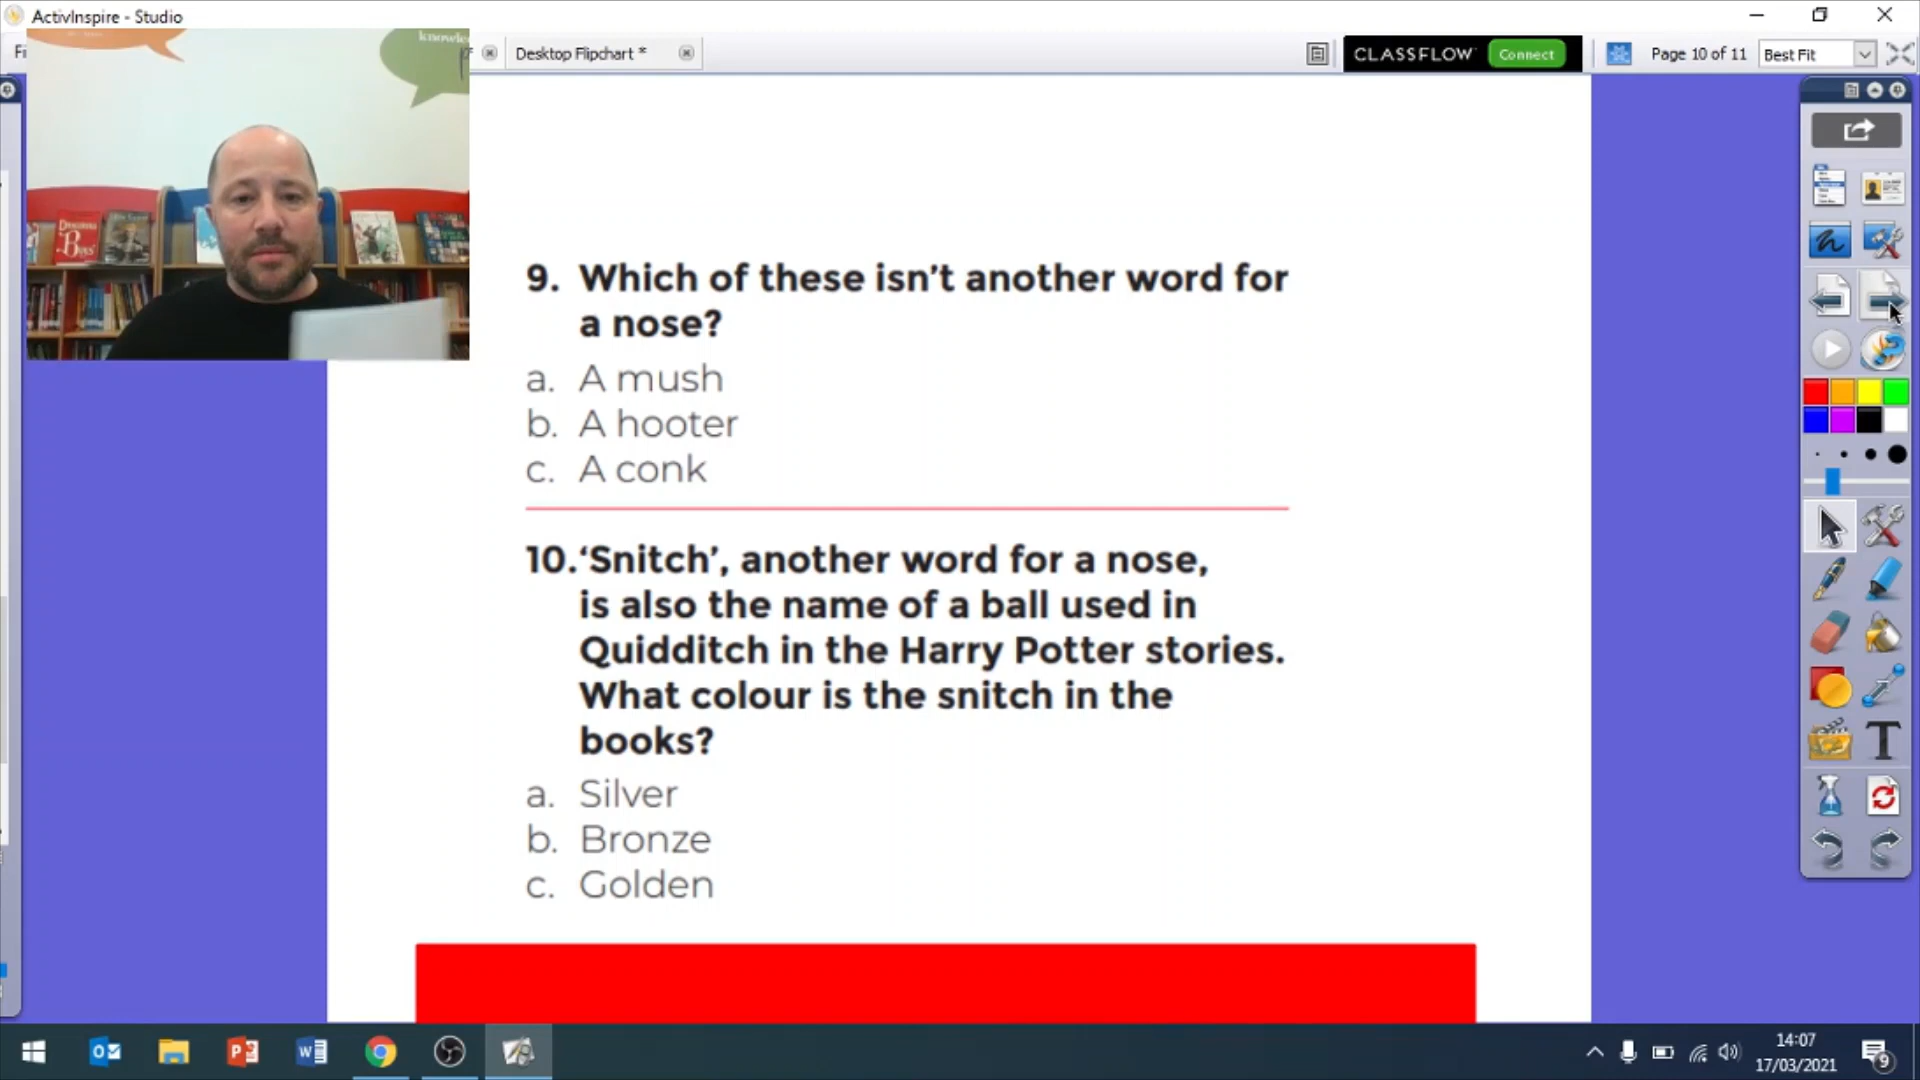 ActivInspire - Studio
knowle
Desktop Flipchart *
CLASSFLOW
Connect
Page 10 of 11
Best Fit
9. Which of these isn't another word for
a nose?
a. A mush
b. A hooter
c. A conk
10. ‘Snitch’, another word for a nose,
is also the name of a ball used in
Quidditch in the Harry Potter stories.
What colour is the snitch in the
books?
a. Silver
b. Bronze
c. Golden
14:07
17/03/2021
9